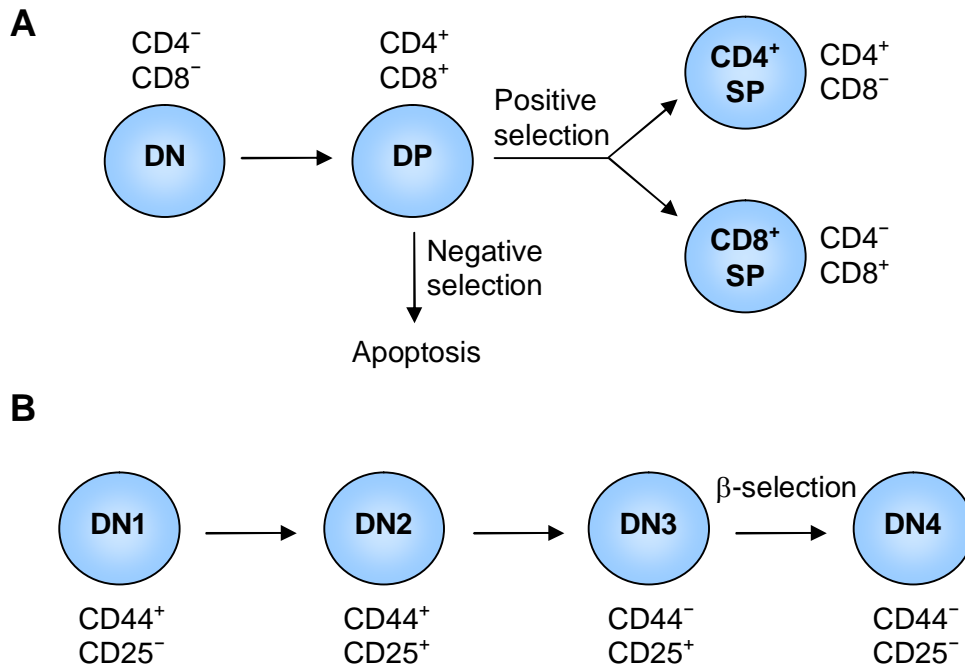 A
CD4⁻
CD8⁻
DN
CD4⁺
CD8⁺
DP
Positive
selection
CD4⁺
SP
CD4⁺
CD8⁻
CD8⁺
SP
CD4⁻
CD8⁺
Negative
selection
Apoptosis
B
DN1
CD44⁺
CD25⁻
DN2
CD44⁺
CD25⁺
DN3
CD44⁻
CD25⁺
β-selection
DN4
CD44⁻
CD25⁻